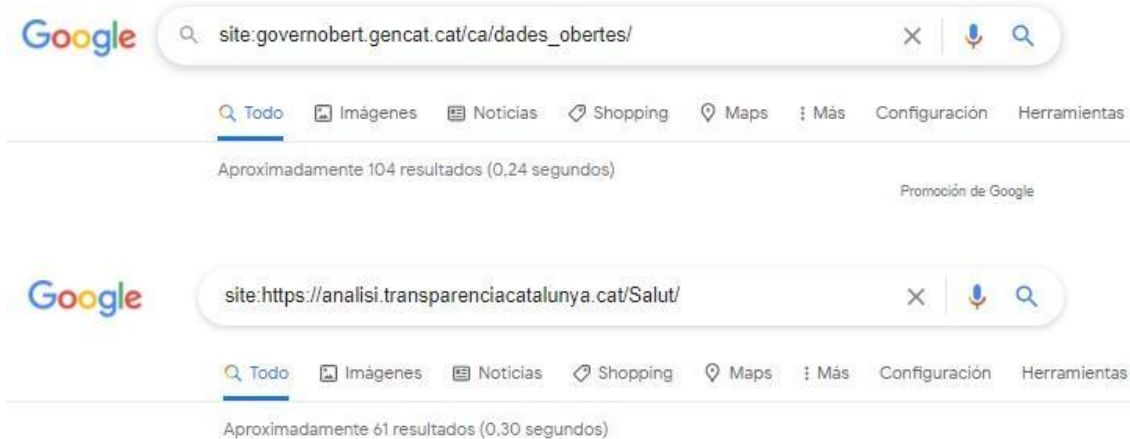 Google site:governobert.gencat.cat/ca/dades_obertes/
Todo Imágenes Noticias Shopping Maps Más Configuración Herramientas
Aproximadamente 104 resultados (0,24 segundos)
Promoción de Google
Google site:https://analisi.transparenciacatalunya.cat/Salut/
Todo Imágenes Noticias Shopping Maps Más Configuración Herramientas
Aproximadamente 61 resultados (0,30 segundos)